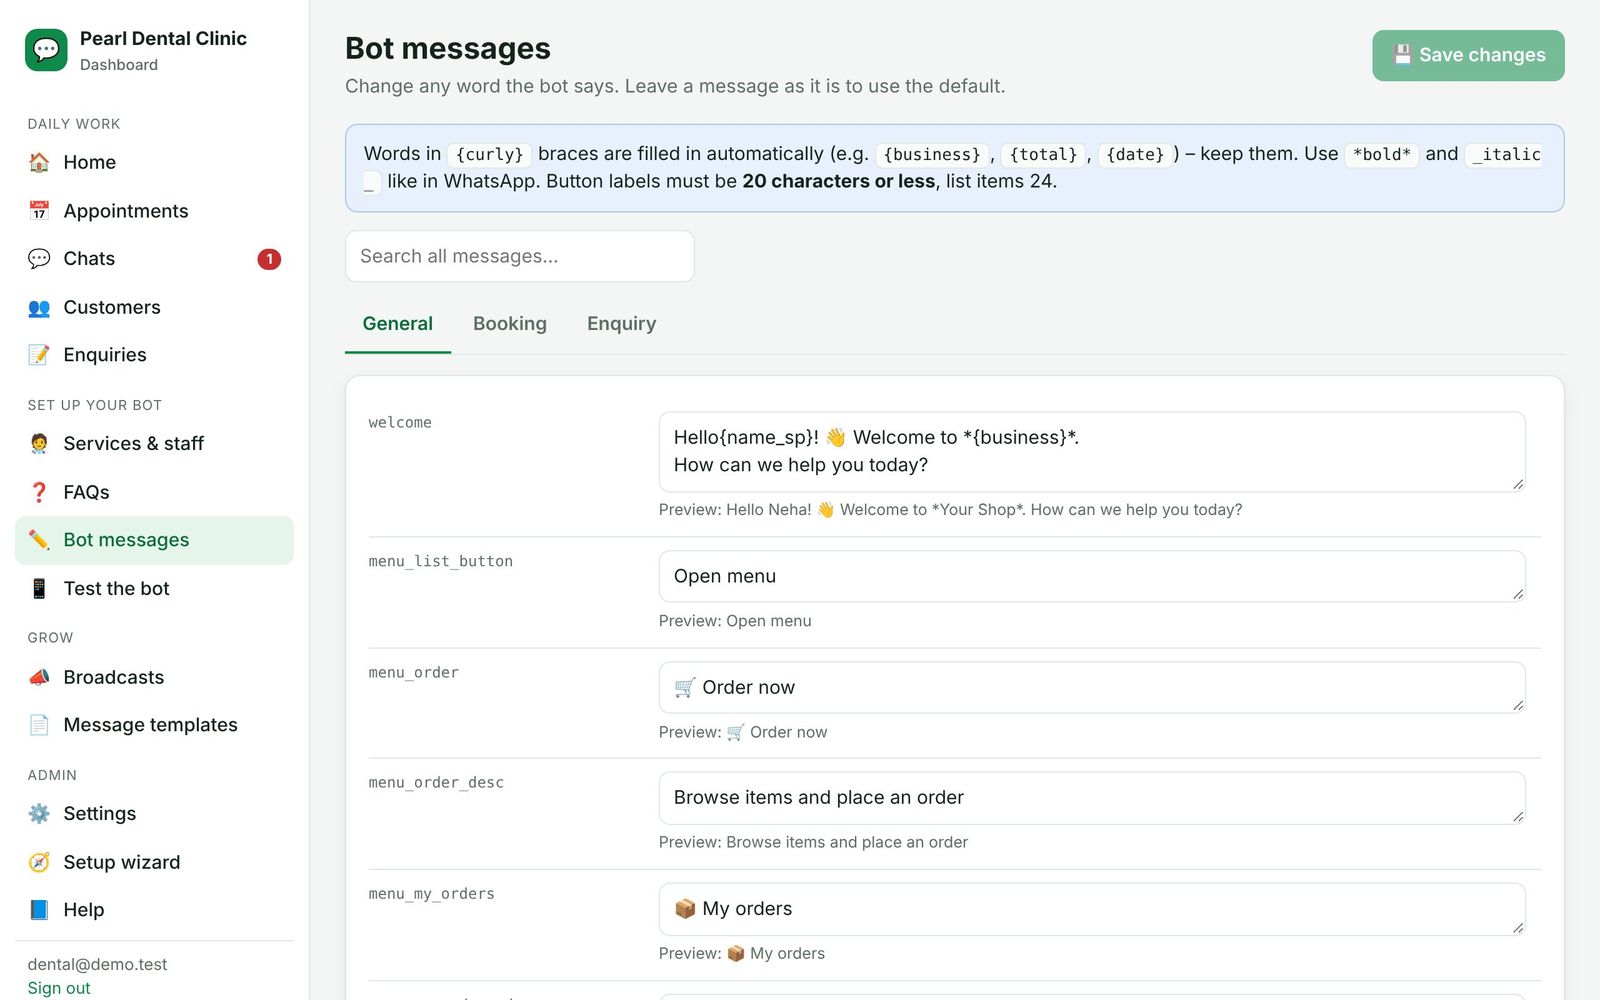 Pearl Dental Clinic
Dashboard
DAILY WORK
Home
Appointments
Chats 1
Customers
Enquiries
SET UP YOUR BOT
Services & staff
FAQs
Bot messages
Test the bot
GROW
Broadcasts
Message templates
ADMIN
Settings
Setup wizard
Help
dental@demo.test
Sign out
Bot messages
Save changes
Change any word the bot says. Leave a message as it is to use the default.
Words in {curly} braces are filled in automatically (e.g. {business}, {total}, {date}) – keep them. Use *bold* and _italic
_ like in WhatsApp. Button labels must be 20 characters or less, list items 24.
Search all messages...
General Booking Enquiry
welcome
Hello{name_sp}! 👋 Welcome to *{business}*.
How can we help you today?
Preview: Hello Neha! 👋 Welcome to *Your Shop*. How can we help you today?
menu_list_button
Open menu
Preview: Open menu
menu_order
🛒 Order now
Preview: 🛒 Order now
menu_order_desc
Browse items and place an order
Preview: Browse items and place an order
menu_my_orders
📦 My orders
Preview: 📦 My orders